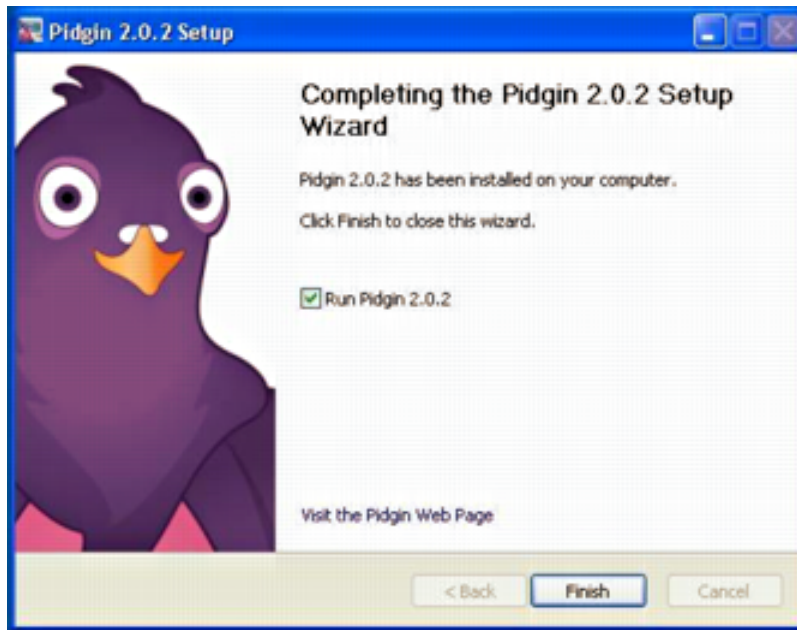 Pidgin 2.0.2 Setup
Completing the Pidgin 2.0.2 Setup
Wizard
Pidgin 2.0.2 has been installed on your computer.
Click Finish to close this wizard.
Run Pidgin 2.0.2
Visit the Pidgin Web Page
< Back Finish Cancel